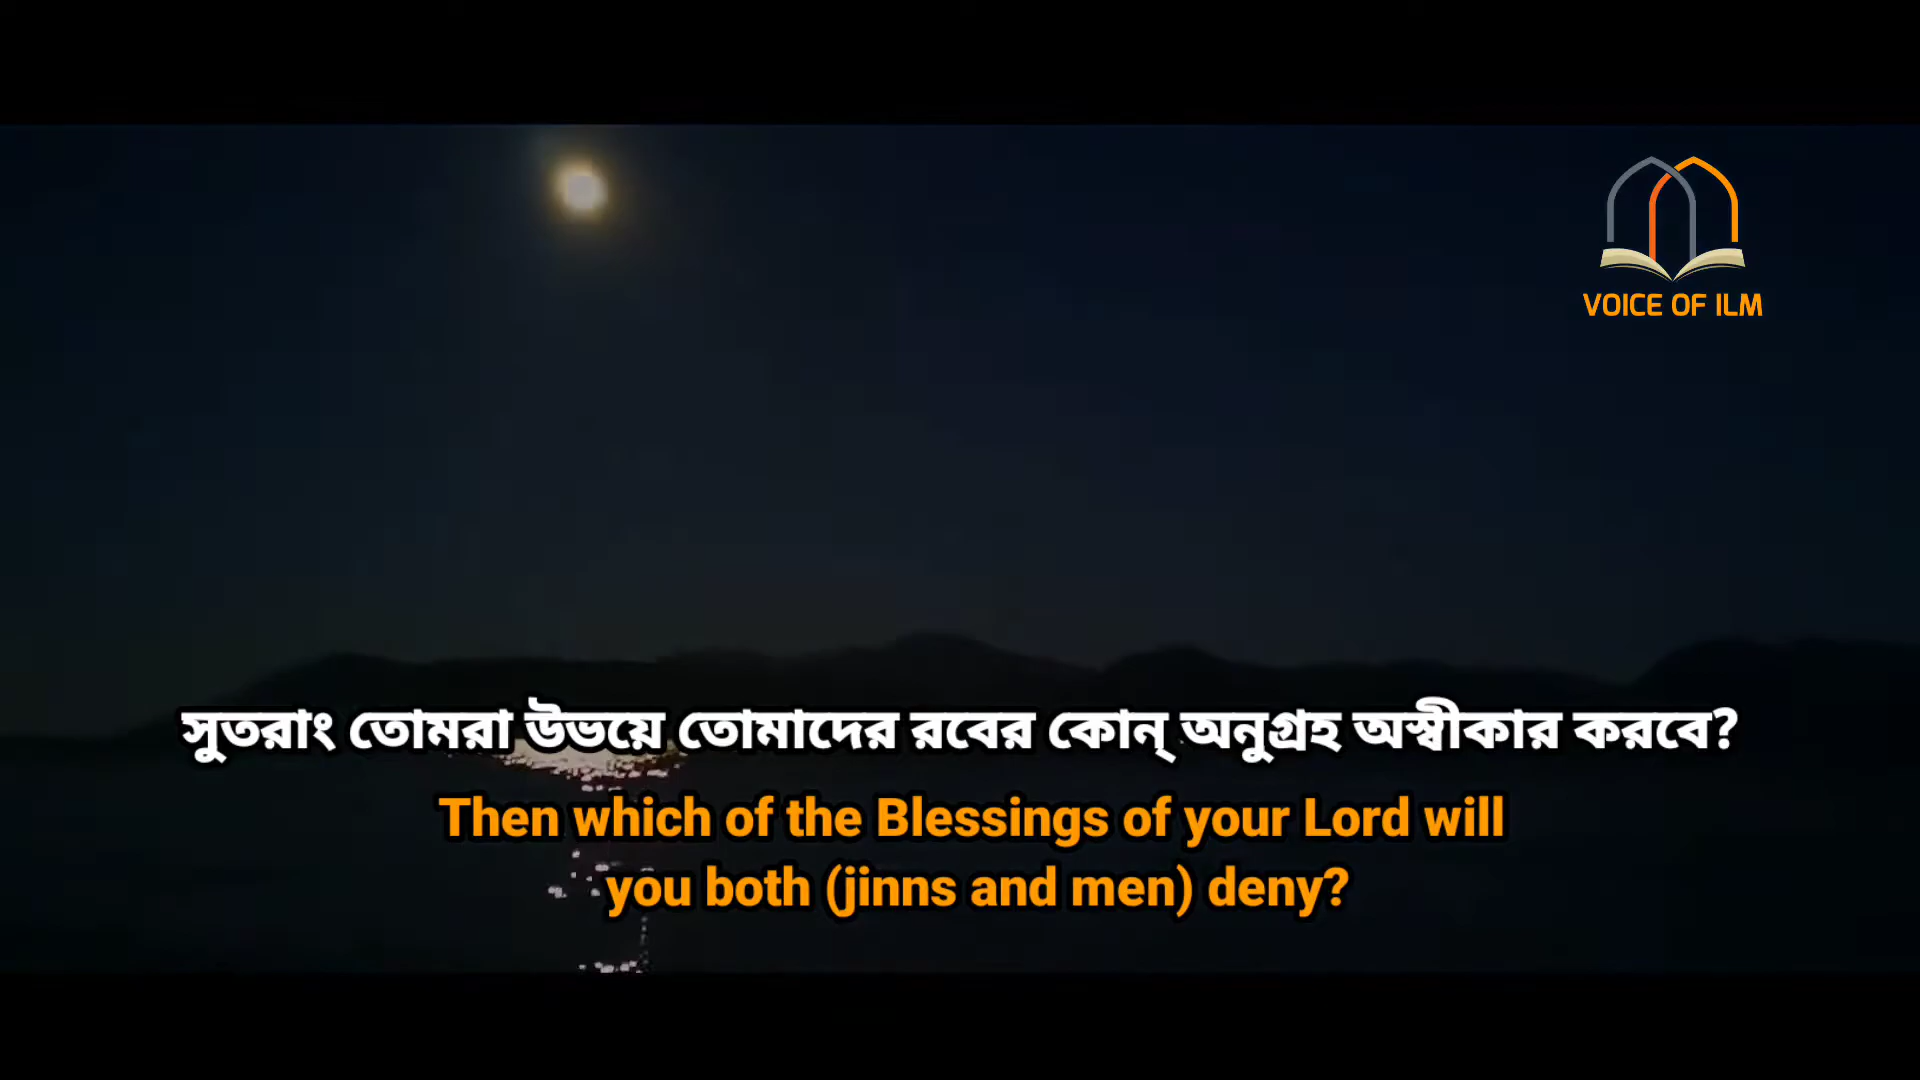 VOICE OF ILM
সুতরাং তোমরা উভয়ে তোমাদের রবের কোন্ অনুগ্রহ অস্বীকার করবে?
Then which of the Blessings of your Lord will
you both (jinns and men) deny?